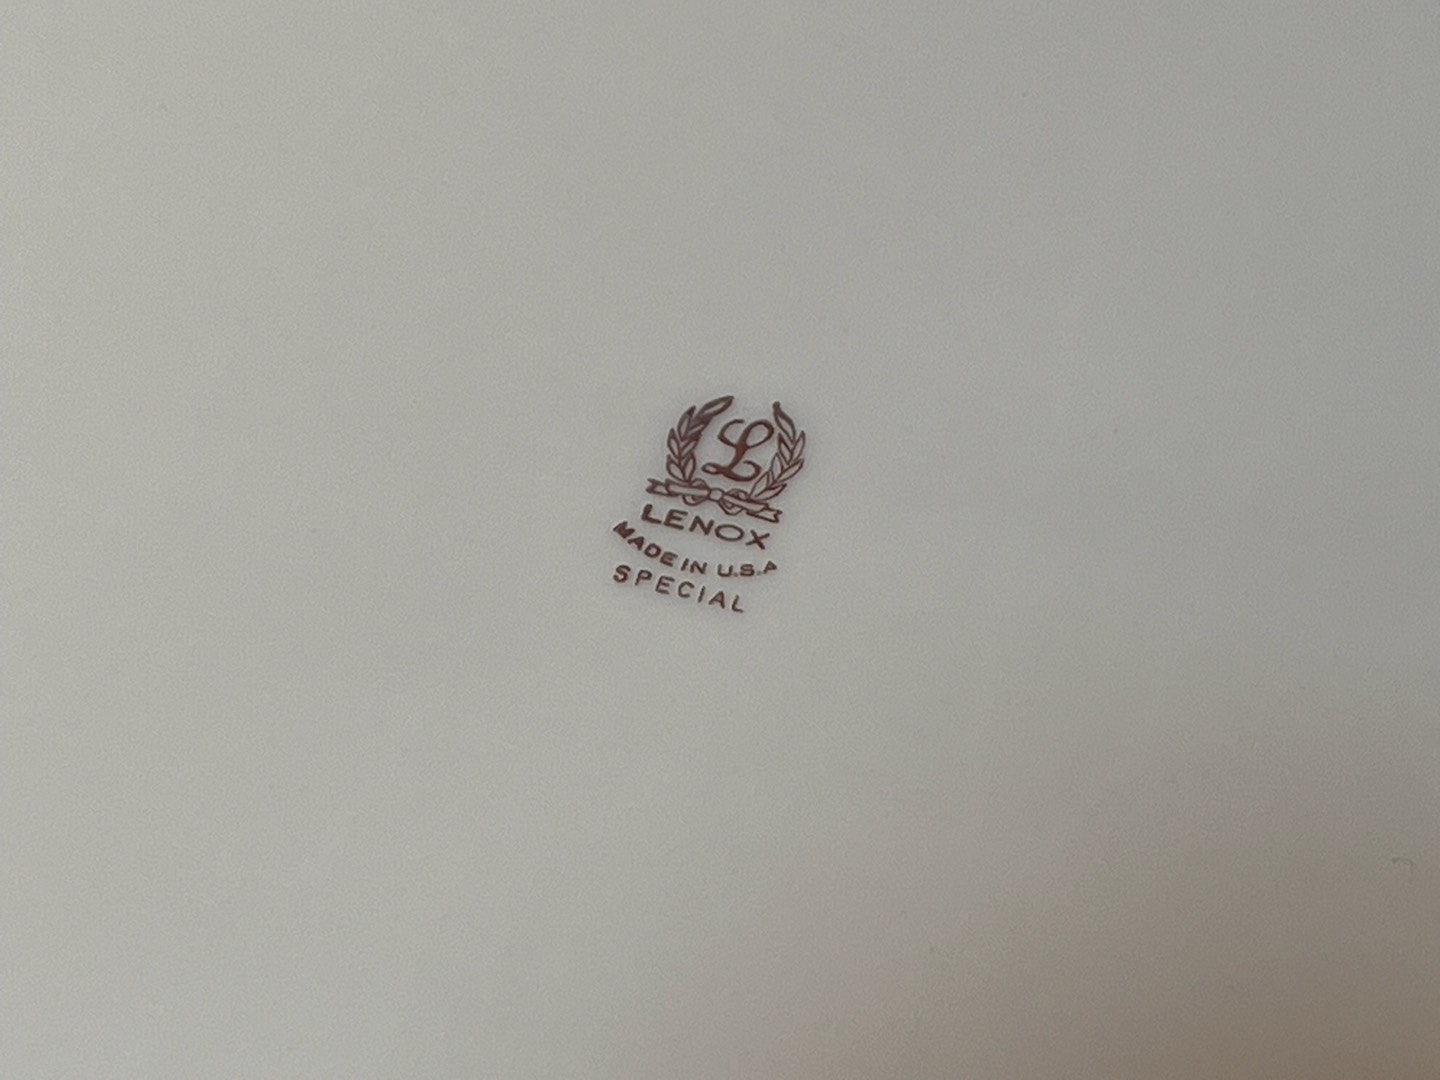 L
LENOX
MADE IN U.S.A
SPECIAL